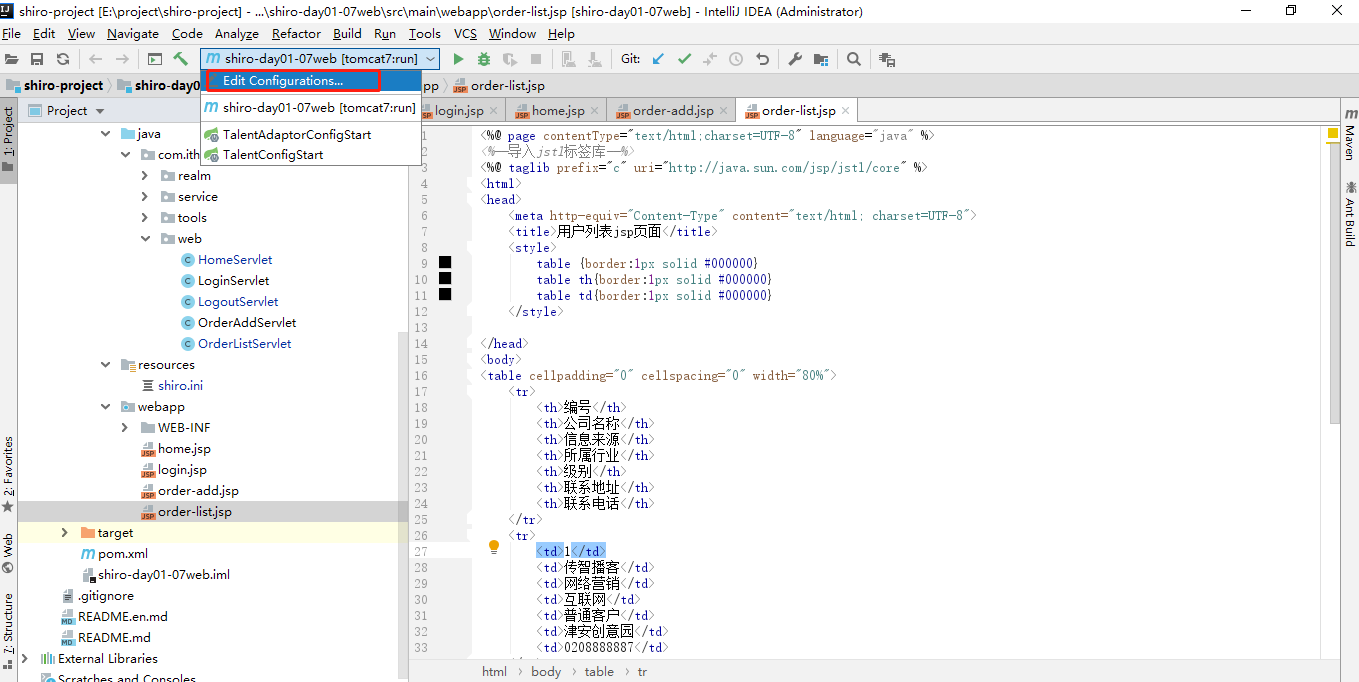 shiro-project [E:\project\shiro-project] - ...\shiro-day01-07web\src\main\webapp\order-list.jsp [shiro-day01-07web] - IntelliJ IDEA (Administrator)
File Edit View Navigate Code Analyze Refactor Build Run Tools VCS Window Help
shiro-day01-07web [tomcat7:run] Git:
Edit Configurations...
shiro-day01-07web [tomcat7:run]
TalentAdaptorConfigStart
TalentConfigStart
shiro-project shiro-day0 pp order-list.jsp
Project
login.jsp home.jsp order-add.jsp order-list.jsp
java
com.ith
realm
service
tools
web
HomeServlet
LoginServlet
LogoutServlet
OrderAddServlet
OrderListServlet
resources
shiro.ini
webapp
WEB-INF
home.jsp
login.jsp
order-add.jsp
order-list.jsp
target
pom.xml
shiro-day01-07web.iml
.gitignore
README.en.md
README.md
External Libraries
Scratches and Consoles
1: Project
2: Favorites
Web
7: Structure
1 <%@ page contentType="text/html;charset=UTF-8" language="java" %>
2 <%--导入jstl标签库--%>
3 <%@ taglib prefix="c" uri="http://java.sun.com/jsp/jstl/core" %>
4 <html>
5 <head>
6 <meta http-equiv="Content-Type" content="text/html; charset=UTF-8">
7 <title>用户列表jsp页面</title>
8 <style>
9 table {border:1px solid #000000}
10 table th{border:1px solid #000000}
11 table td{border:1px solid #000000}
12 </style>
13
14 </head>
15 <body>
16 <table cellpadding="0" cellspacing="0" width="80%">
17 <tr>
18 <th>编号</th>
19 <th>公司名称</th>
20 <th>信息来源</th>
21 <th>所属行业</th>
22 <th>级别</th>
23 <th>联系地址</th>
24 <th>联系电话</th>
25 </tr>
26 <tr>
27 <td>1</td>
28 <td>传智播客</td>
29 <td>网络营销</td>
30 <td>互联网</td>
31 <td>普通客户</td>
32 <td>津安创意园</td>
33 <td>0208888887</td>
html body table tr
Maven
Ant Build